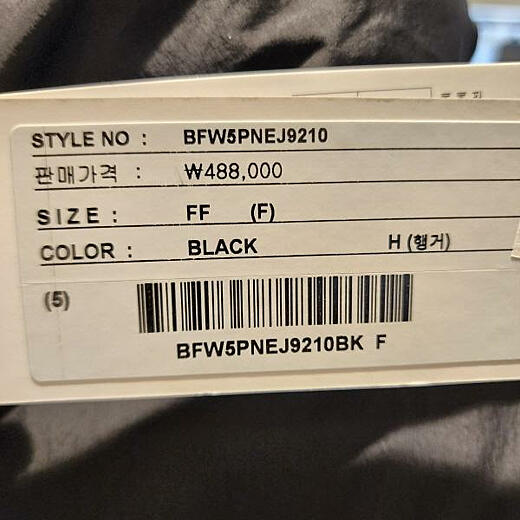 STYLE NO : BFW5PNEJ9210
판매가격 : ₩488,000
SIZE : FF (F)
COLOR : BLACK H (행거)
(5)
BFW5PNEJ9210BK F